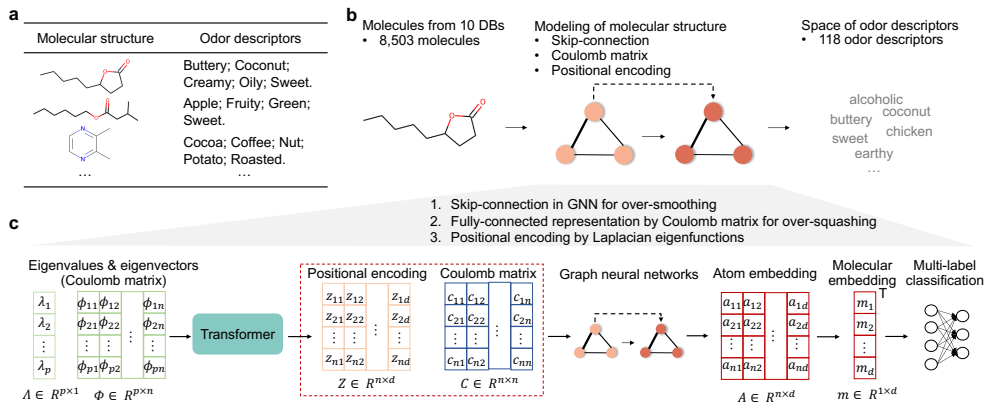 a
Molecular structure Odor descriptors
O
O
Buttery; Coconut;
Creamy; Oily; Sweet.
O
O
Apple; Fruity; Green;
Sweet.
N
N
Cocoa; Coffee; Nut;
Potato; Roasted.
… …
b
Molecules from 10 DBs
• 8,503 molecules
Modeling of molecular structure
• Skip-connection
• Coulomb matrix
• Positional encoding
Space of odor descriptors
• 118 odor descriptors
O
O
alcoholic
coconut
buttery
chicken
sweet
earthy
…
1. Skip-connection in GNN for over-smoothing
2. Fully-connected representation by Coulomb matrix for over-squashing
3. Positional encoding by Laplacian eigenfunctions
c
Eigenvalues & eigenvectors
(Coulomb matrix)
λ1 ϕ11 ϕ12 ϕ1n
λ2 ϕ21 ϕ22 ⋮ ϕ2n
⋮ ⋮ ⋮ ⋮
λp ϕp1 ϕp2 ϕpn
Λ ∈ R^{p×1} Φ ∈ R^{p×n}
Transformer
Positional encoding
z11 z12 z1d
z21 z22 ⋮ z2d
⋮ ⋮ ⋮
zn1 zn2 znd
Z ∈ R^{n×d}
Coulomb matrix
c11 c12 c1n
c21 c22 ⋮ c2n
⋮ ⋮ ⋮
cn1 cn2 cnn
C ∈ R^{n×n}
Graph neural networks
Atom embedding
a11 a12 a1d
a21 a22 ⋮ a2d
⋮ ⋮ ⋮
an1 an2 and
A ∈ R^{n×d}
Molecular
embedding
T
m1
m2
⋮
md
m ∈ R^{1×d}
Multi-label
classification